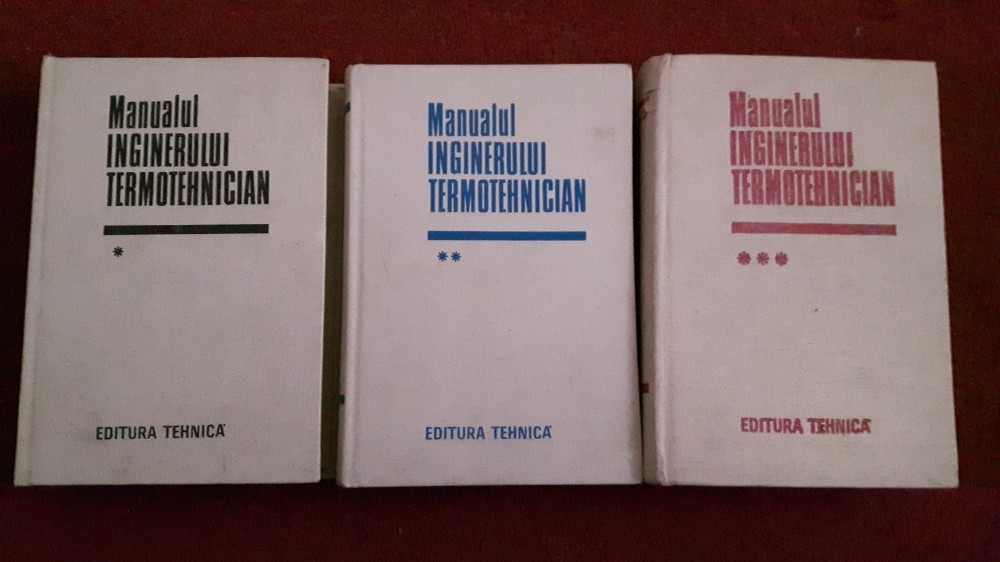 Manualul
INGINERULUI
TERMOTEHNICIAN
*
EDITURA TEHNICĂ
Manualul
INGINERULUI
TERMOTEHNICIAN
**
EDITURA TEHNICĂ
Manualul
INGINERULUI
TERMOTEHNICIAN
***
EDITURA TEHNICĂ